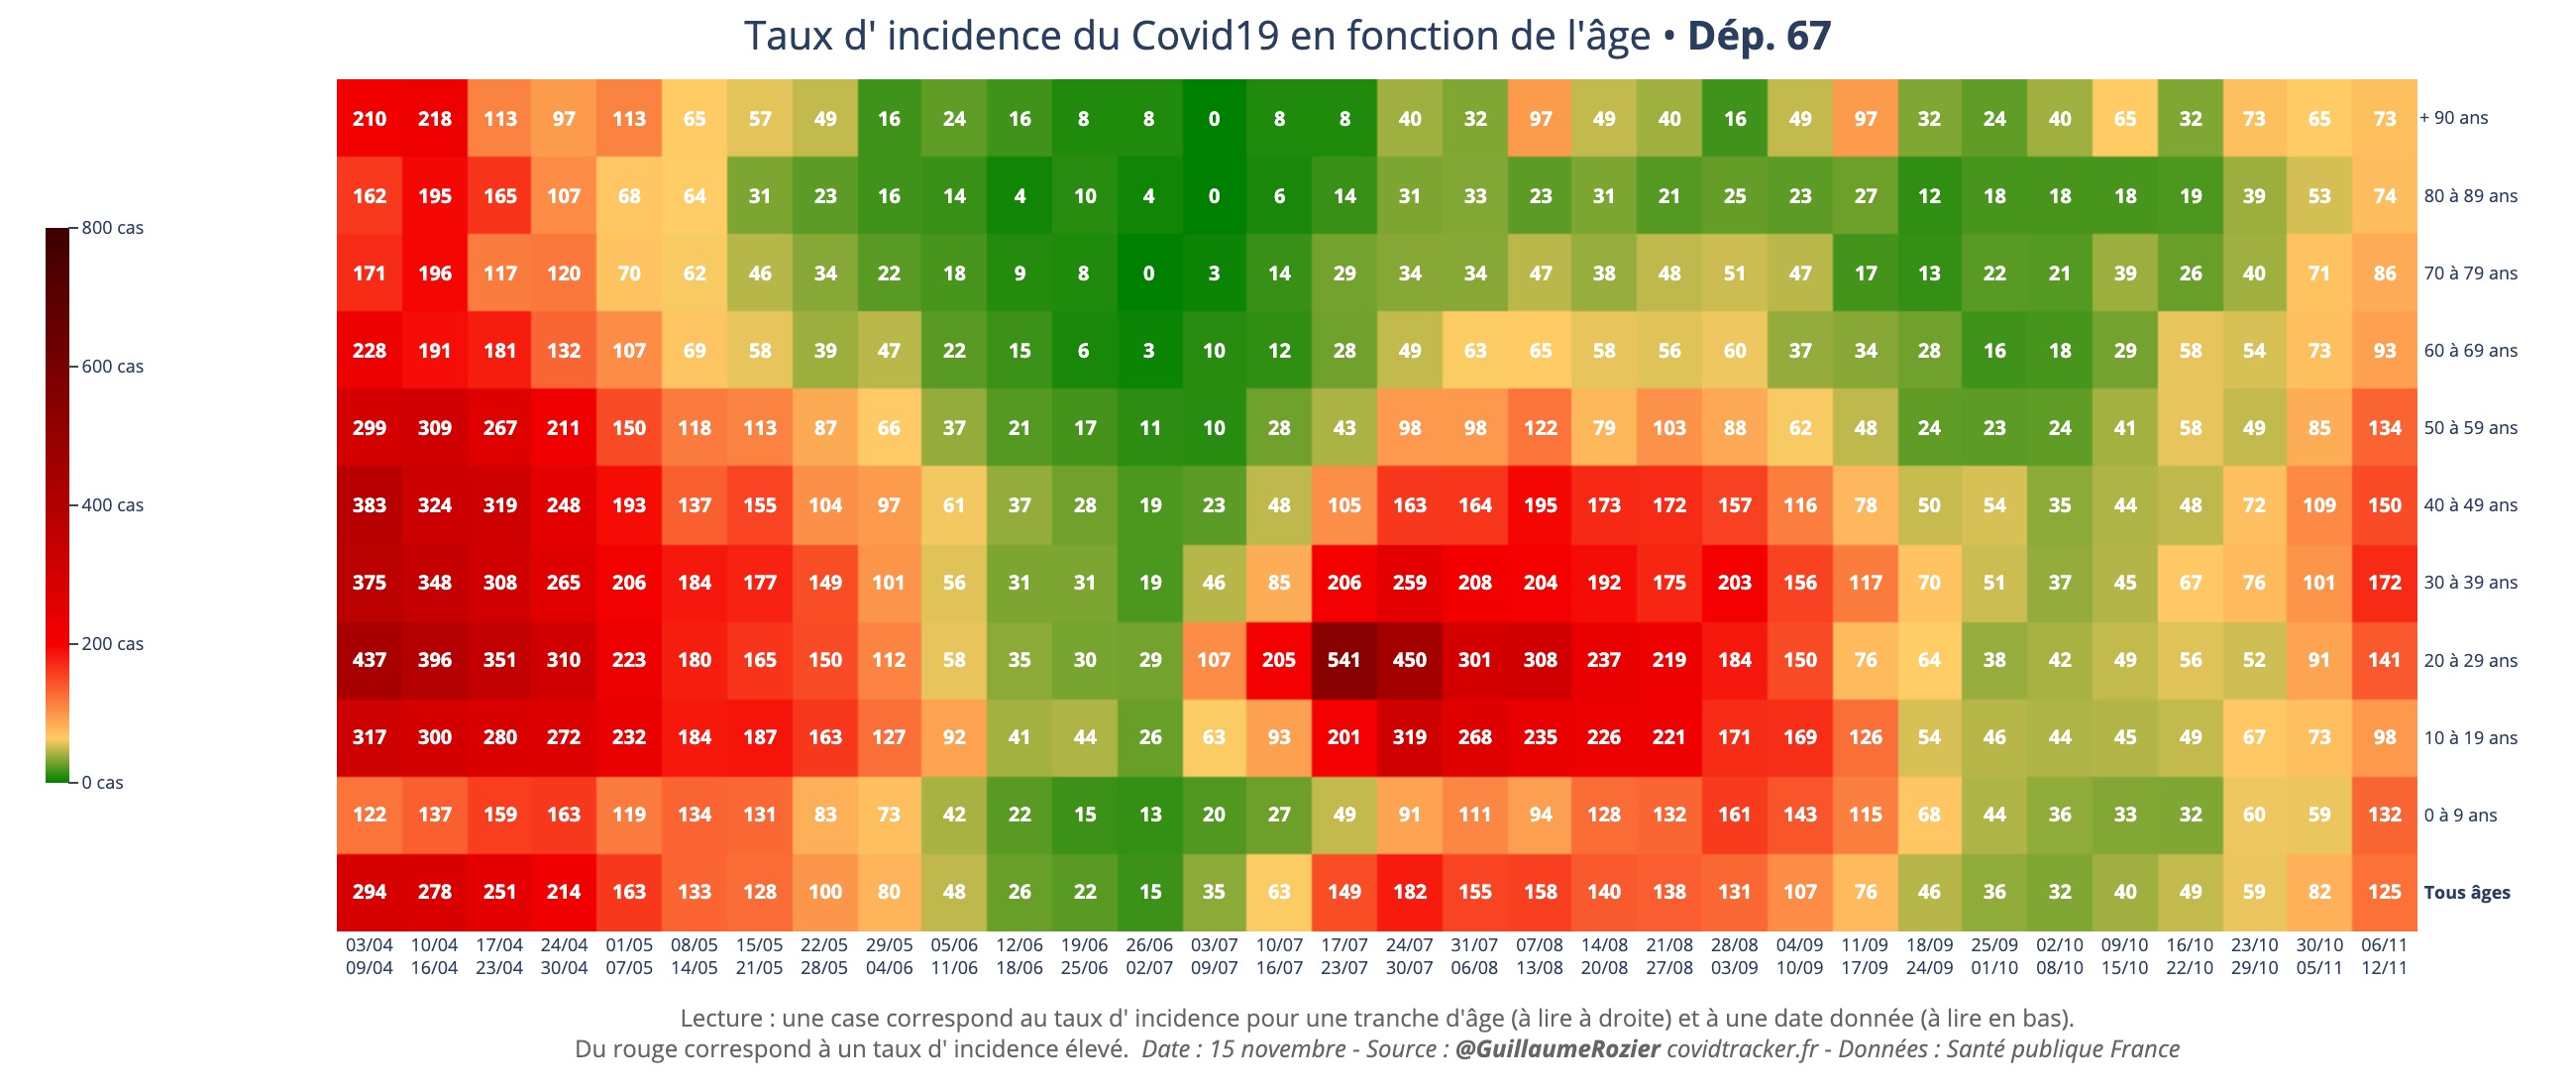 Taux d' incidence du Covid19 en fonction de l'âge • Dép. 67
800 cas
600 cas
400 cas
200 cas
0 cas
210 218 113 97 113 65 57 49 16 24 16 8 8 0 8 8 40 32 97 49 40 16 49 97 32 24 40 65 32 73 65 73 + 90 ans
162 195 165 107 68 64 31 23 16 14 4 10 4 0 6 14 31 33 23 31 21 25 23 27 12 18 18 18 19 39 53 74 80 à 89 ans
171 196 117 120 70 62 46 34 22 18 9 8 0 3 14 29 34 34 47 38 48 51 47 17 13 22 21 39 26 40 71 86 70 à 79 ans
228 191 181 132 107 69 58 39 47 22 15 6 3 10 12 28 49 63 65 58 56 60 37 34 28 16 18 29 58 54 73 93 60 à 69 ans
299 309 267 211 150 118 113 87 66 37 21 17 11 10 28 43 98 98 122 79 103 88 62 48 24 23 24 41 58 49 85 134 50 à 59 ans
383 324 319 248 193 137 155 104 97 61 37 28 19 23 48 105 163 164 195 173 172 157 116 78 50 54 35 44 48 72 109 150 40 à 49 ans
375 348 308 265 206 184 177 149 101 56 31 31 19 46 85 206 259 208 204 192 175 203 156 117 70 51 37 45 67 76 101 172 30 à 39 ans
437 396 351 310 223 180 165 150 112 58 35 30 29 107 205 541 450 301 308 237 219 184 150 76 64 38 42 49 56 52 91 141 20 à 29 ans
317 300 280 272 232 184 187 163 127 92 41 44 26 63 93 201 319 268 235 226 221 171 169 126 54 46 44 45 49 67 73 98 10 à 19 ans
122 137 159 163 119 134 131 83 73 42 22 15 13 20 27 49 91 111 94 128 132 161 143 115 68 44 36 33 32 60 59 132 0 à 9 ans
294 278 251 214 163 133 128 100 80 48 26 22 15 35 63 149 182 155 158 140 138 131 107 76 46 36 32 40 49 59 82 125 Tous âges
03/04 10/04 17/04 24/04 01/05 08/05 15/05 22/05 29/05 05/06 12/06 19/06 26/06 03/07 10/07 17/07 24/07 31/07 07/08 14/08 21/08 28/08 04/09 11/09 18/09 25/09 02/10 09/10 16/10 23/10 30/10 06/11
09/04 16/04 23/04 30/04 07/05 14/05 21/05 28/05 04/06 11/06 18/06 25/06 02/07 09/07 16/07 23/07 30/07 06/08 13/08 20/08 27/08 03/09 10/09 17/09 24/09 01/10 08/10 15/10 22/10 29/10 05/11 12/11
Lecture : une case correspond au taux d' incidence pour une tranche d'âge (à lire à droite) et à une date donnée (à lire en bas).
Du rouge correspond à un taux d' incidence élevé. Date : 15 novembre - Source : @GuillaumeRozier covidtracker.fr - Données : Santé publique France